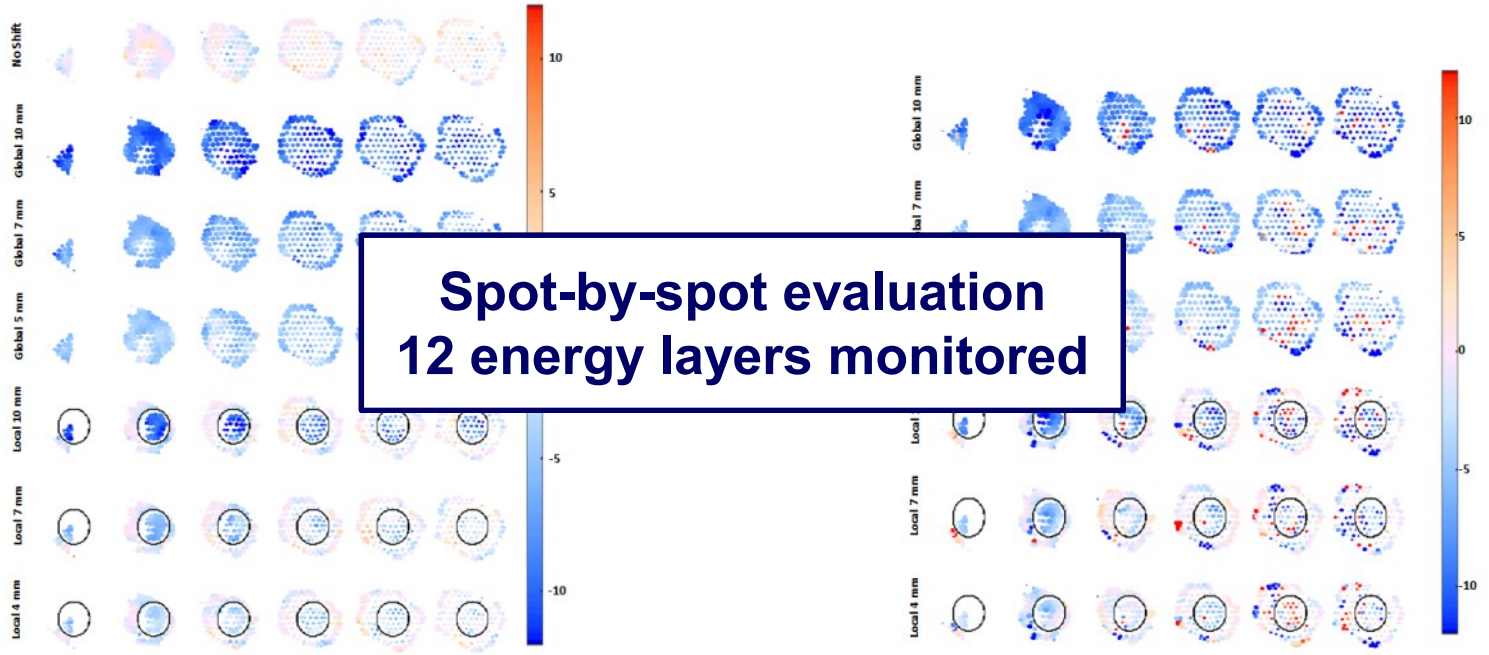 No Shift
Global 10 mm
Global 7 mm
Global 5 mm
Local 10 mm
Local 7 mm
Local 4 mm
10
5
-5
-10
Spot-by-spot evaluation
12 energy layers monitored
Global 10 mm
7 mm
Local 7 mm
Local 4 mm
10
5
0
-5
-10